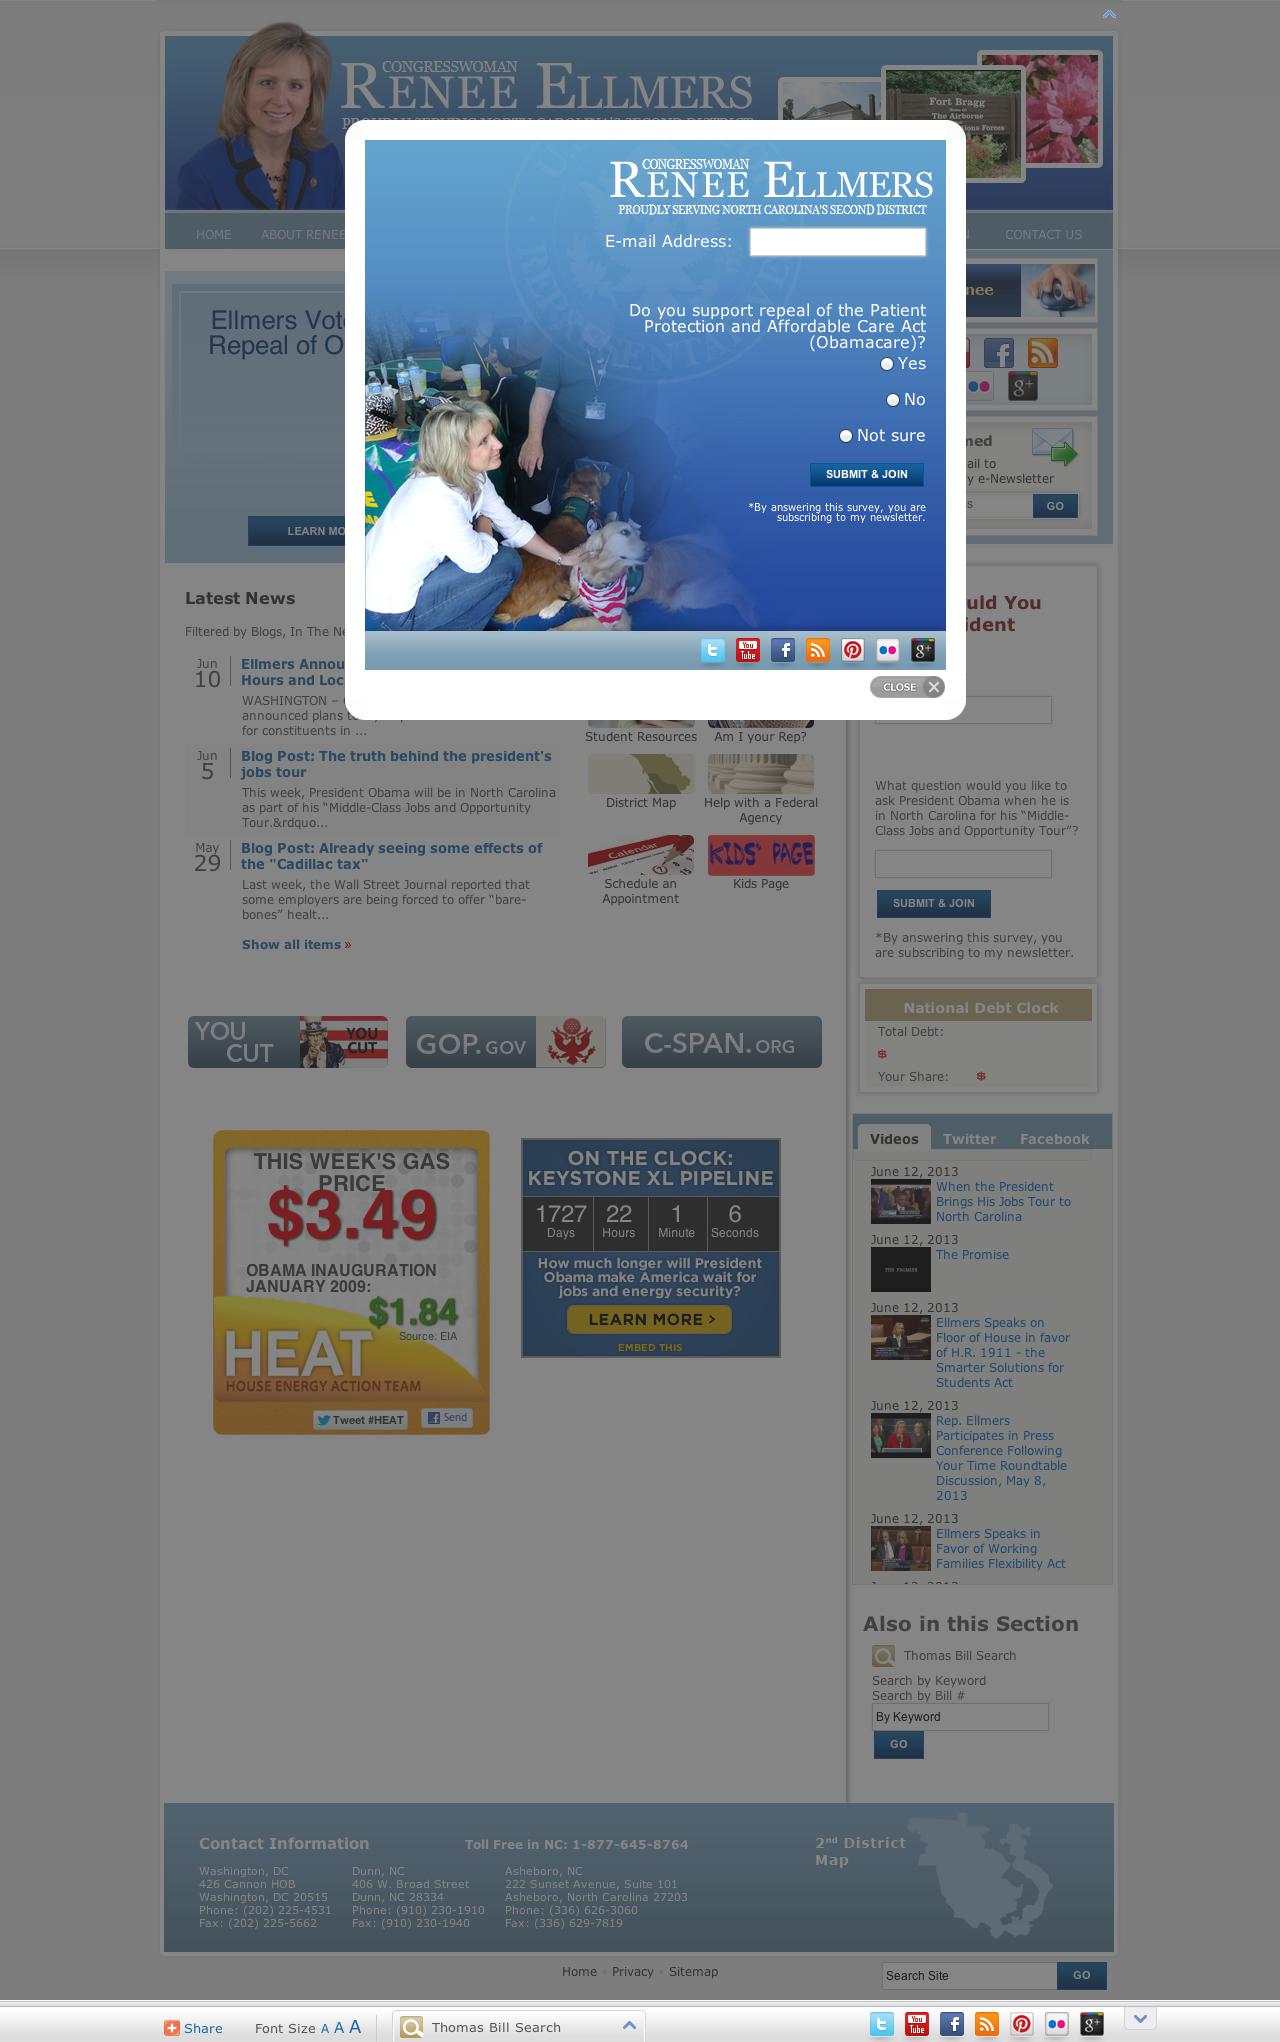 CONGRESSWOMAN
RENEE ELLMERS
PROUDLY SERVING NORTH CAROLINA'S SECOND DISTRICT
Fort Bragg
Home Of
The Airborne
Forces
HOME
ABOUT RENEE
CONTACT US
CONGRESSWOMAN
RENEE ELLMERS
PROUDLY SERVING NORTH CAROLINA'S SECOND DISTRICT
E-mail Address:
Do you support repeal of the Patient
Protection and Affordable Care Act
(Obamacare)?
Yes
No
Not sure
SUBMIT & JOIN
*By answering this survey, you are
subscribing to my newsletter.
You
Tube
CLOSE
Ellmers Vot
Repeal of O
LEARN MO
nee
med
ail to
y e-Newsletter
s
GO
Latest News
Filtered by Blogs, In The Ne
Jun
10
Ellmers Annou
Hours and Loc
WASHINGTON –
announced plans to
for constituents in ...
Jun
5
Blog Post: The truth behind the president's
jobs tour
This week, President Obama will be in North Carolina
as part of his “Middle-Class Jobs and Opportunity
Tour.&rdquo...
May
29
Blog Post: Already seeing some effects of
the "Cadillac tax"
Last week, the Wall Street Journal reported that
some employers are being forced to offer “bare-
bones” healt...
Show all items »
Student Resources
Am I your Rep?
District Map
Help with a Federal
Agency
Calendar
KIDS' PAGE
Schedule an
Appointment
Kids Page
uld You
ident
What question would you like to
ask President Obama when he is
in North Carolina for his “Middle-
Class Jobs and Opportunity Tour”?
SUBMIT & JOIN
*By answering this survey, you
are subscribing to my newsletter.
National Debt Clock
Total Debt:
$
Your Share: $
YOU
CUT
YOU
CUT
GOP.GOV
C-SPAN.ORG
THIS WEEK'S GAS
PRICE
$3.49
OBAMA INAUGURATION
JANUARY 2009:
$1.84
Source: EIA
HEAT
HOUSE ENERGY ACTION TEAM
Tweet #HEAT
Send
ON THE CLOCK:
KEYSTONE XL PIPELINE
1727 22 1 6
Days Hours Minute Seconds
How much longer will President
Obama make America wait for
jobs and energy security?
LEARN MORE >
EMBED THIS
Videos Twitter Facebook
June 12, 2013
When the President
Brings His Jobs Tour to
North Carolina
June 12, 2013
THE PROMISE
The Promise
June 12, 2013
Ellmers Speaks on
Floor of House in favor
of H.R. 1911 - the
Smarter Solutions for
Students Act
June 12, 2013
Rep. Ellmers
Participates in Press
Conference Following
Your Time Roundtable
Discussion, May 8,
2013
June 12, 2013
Ellmers Speaks in
Favor of Working
Families Flexibility Act
June 12, 2013
Also in this Section
Thomas Bill Search
Search by Keyword
Search by Bill #
By Keyword
GO
Contact Information
Toll Free in NC: 1-877-645-8764
Washington, DC
426 Cannon HOB
Washington, DC 20515
Phone: (202) 225-4531
Fax: (202) 225-5662
Dunn, NC
406 W. Broad Street
Dunn, NC 28334
Phone: (910) 230-1910
Fax: (910) 230-1940
Asheboro, NC
222 Sunset Avenue, Suite 101
Asheboro, North Carolina 27203
Phone: (336) 626-3060
Fax: (336) 629-7819
2nd District
Map
Home • Privacy • Sitemap
Search Site
GO
Share
Font Size A A A
Thomas Bill Search
You
Tube